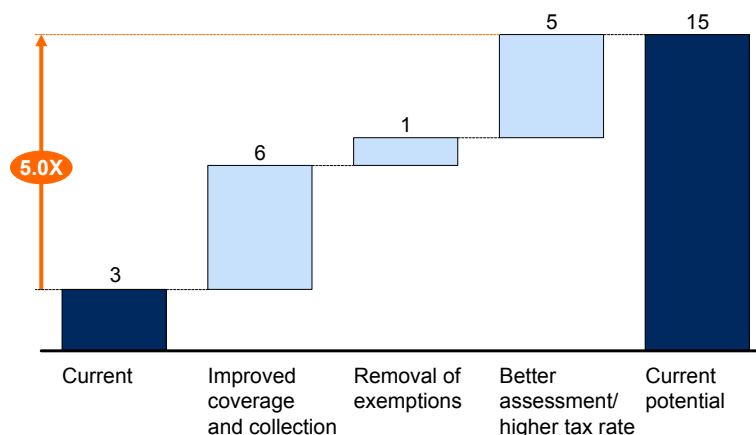 5
15
1
6
5.0X
3
Current
Improved
coverage
and collection
Removal of
exemptions
Better
assessment/
higher tax rate
Current
potential